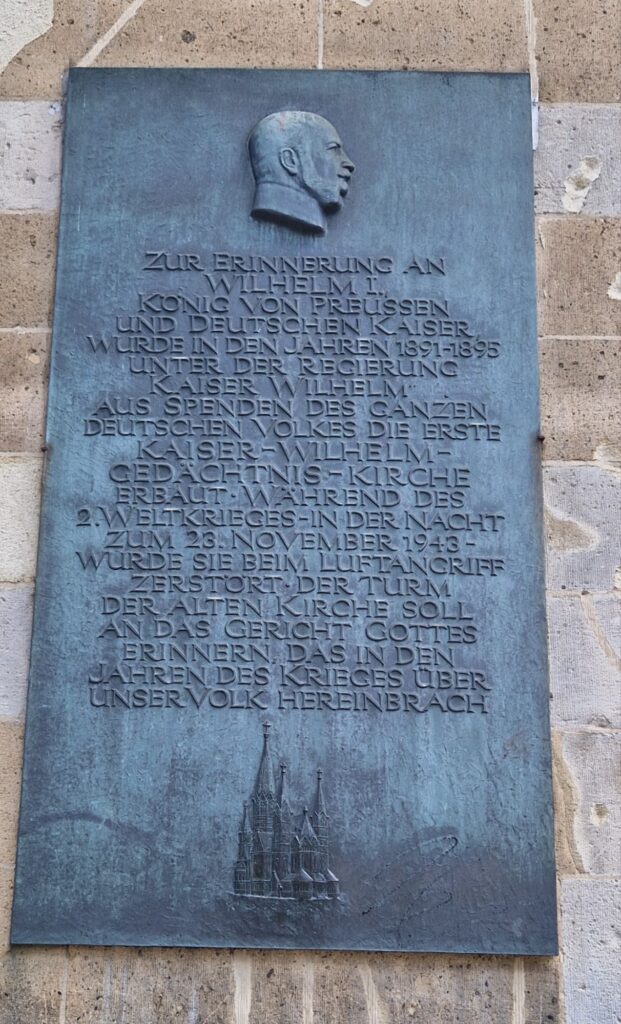 ZUR ERINNERUNG AN
WILHELM I.
KÖNIG VON PREUSSEN
UND DEUTSCHEN KAISER,
WURDE IN DEN JAHREN 1891-1895
UNTER DER REGIERUNG
KAISER WILHELM
AUS SPENDEN DES GANZEN
DEUTSCHEN VOLKES DIE ERSTE
KAISER-WILHELM-
GEDÄCHTNIS-KIRCHE
ERBAUT · WÄHREND DES
2. WELTKRIEGES-IN DER NACHT
ZUM 23. NOVEMBER 1943-
WURDE SIE BEIM LUFTANGRIFF
ZERSTÖRT · DER TURM
DER ALTEN KIRCHE SOLL
AN DAS GERICHT GOTTES
ERINNERN, DAS IN DEN
JAHREN DES KRIEGES ÜBER
UNSER VOLK HEREINBRACH